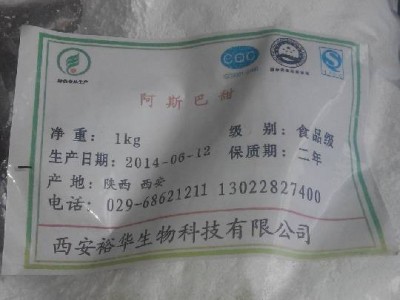 CQC
阿斯巴甜
净重: 1kg 级别: 食品级
生产日期: 2014-06-12 保质期: 二年
产地: 陕西 西安
电话: 029-68621211 13022827400
西安裕华生物科技有限公司